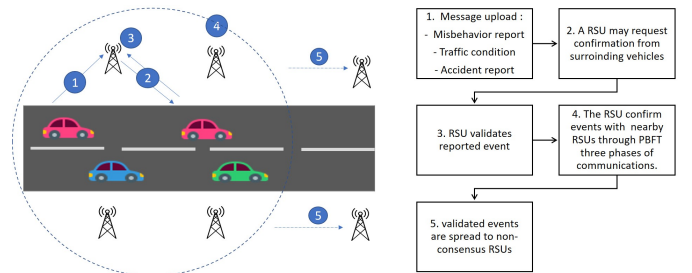 3
4
5
1
2
5
1. Message upload :
- Misbehavior report
- Traffic condition
- Accident report
2. A RSU may request
confirmation from
surroinding vehicles
3. RSU validates
reported event
4. The RSU confirm
events with nearby
RSUs through PBFT
three phases of
communications.
5. validated events
are spread to non-
consensus RSUs